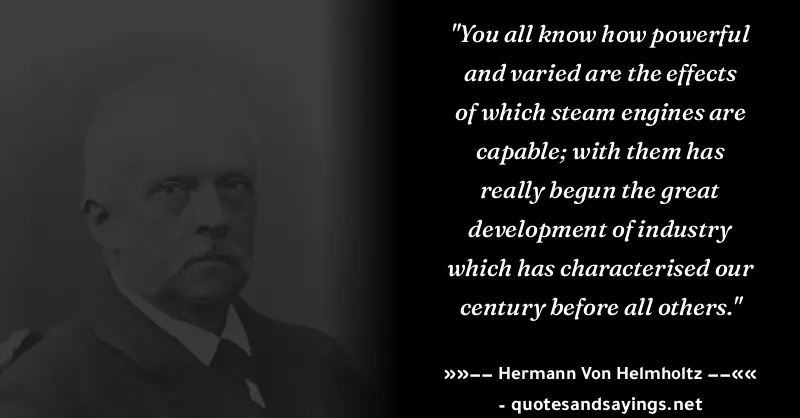 "You all know how powerful
and varied are the effects
of which steam engines are
capable; with them has
really begun the great
development of industry
which has characterised our
century before all others."
»»−− Hermann Von Helmholtz −−««
- quotesandsayings.net